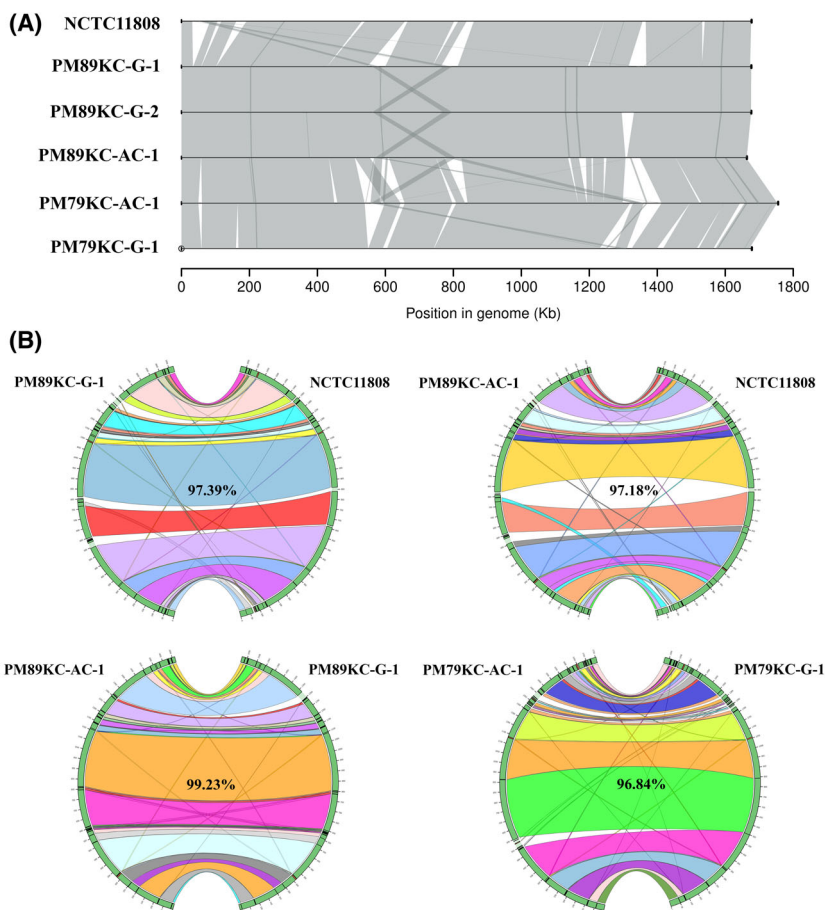 (A)
NCTC11808
PM89KC-G-1
PM89KC-G-2
PM89KC-AC-1
PM79KC-AC-1
PM79KC-G-1
0 200 400 600 800 1000 1200 1400 1600 1800
Position in genome (Kb)
(B)
PM89KC-G-1 NCTC11808
97.39%
PM89KC-AC-1 NCTC11808
97.18%
PM89KC-AC-1 PM89KC-G-1
99.23%
PM79KC-AC-1 PM79KC-G-1
96.84%